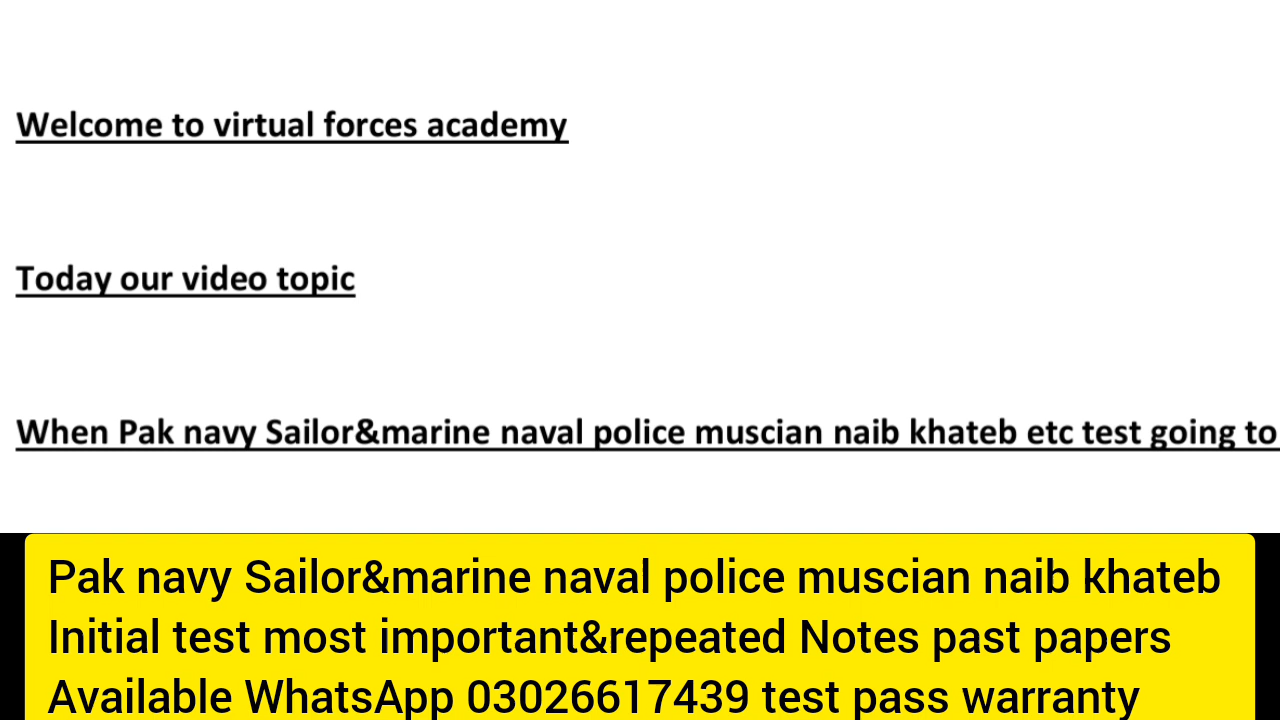 Welcome to virtual forces academy
Today our video topic
When Pak navy Sailor&marine naval police muscian naib khateb etc test going to
Pak navy Sailor&marine naval police muscian naib khateb
Initial test most important&repeated Notes past papers
Available WhatsApp 03026617439 test pass warranty